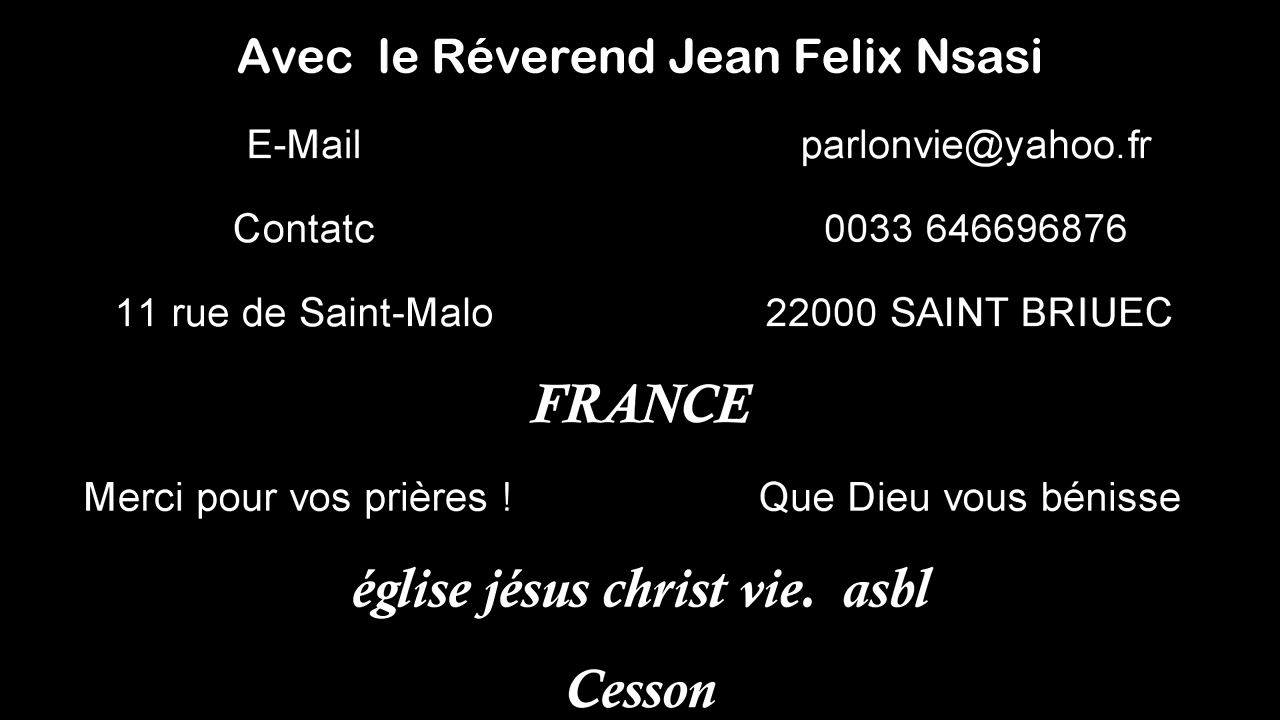 Avec le Réverend Jean Felix Nsasi
E-Mail parlonvie@yahoo.fr
Contatc 0033 646696876
11 rue de Saint-Malo 22000 SAINT BRIUEC
FRANCE
Merci pour vos prières ! Que Dieu vous bénisse
église jésus christ vie. asbl
Cesson